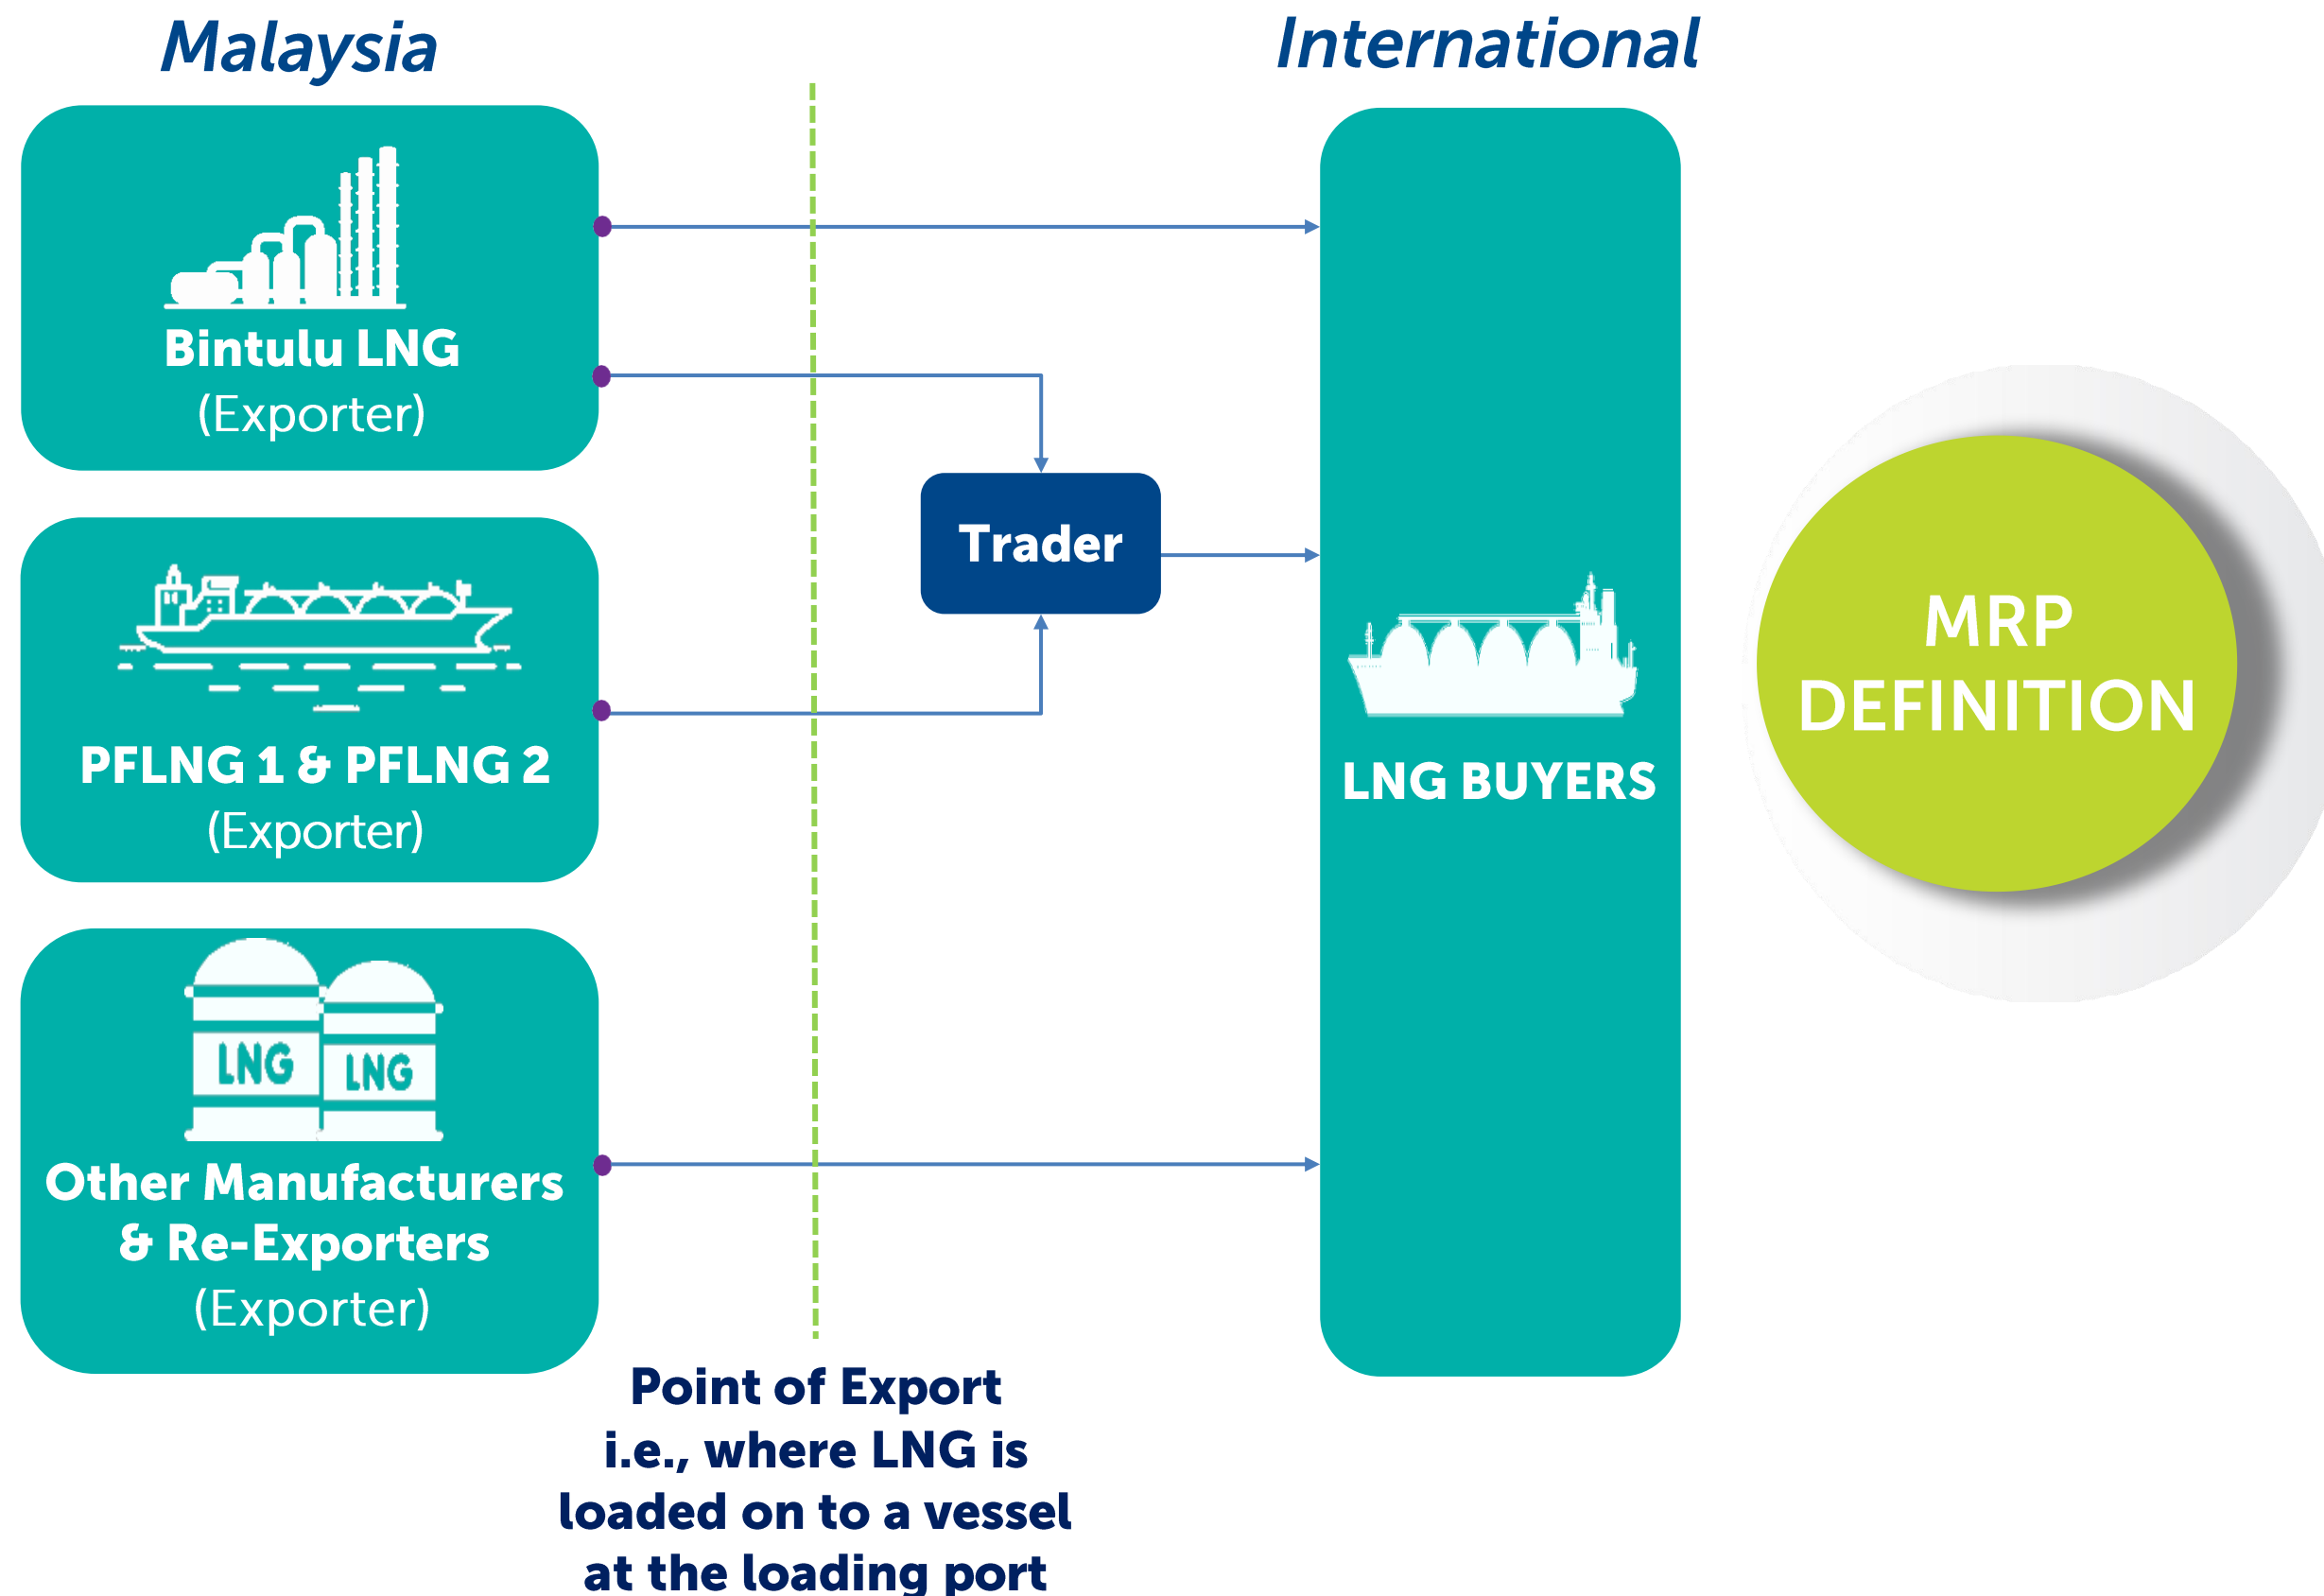 Malaysia
International
Bintulu LNG
(Exporter)
Trader
PFLNG 1 & PFLNG 2
(Exporter)
LNG BUYERS
MRP
DEFINITION
LNG
LNG
Other Manufacturers
& Re-Exporters
(Exporter)
Point of Export
i.e., where LNG is
loaded on to a vessel
at the loading port